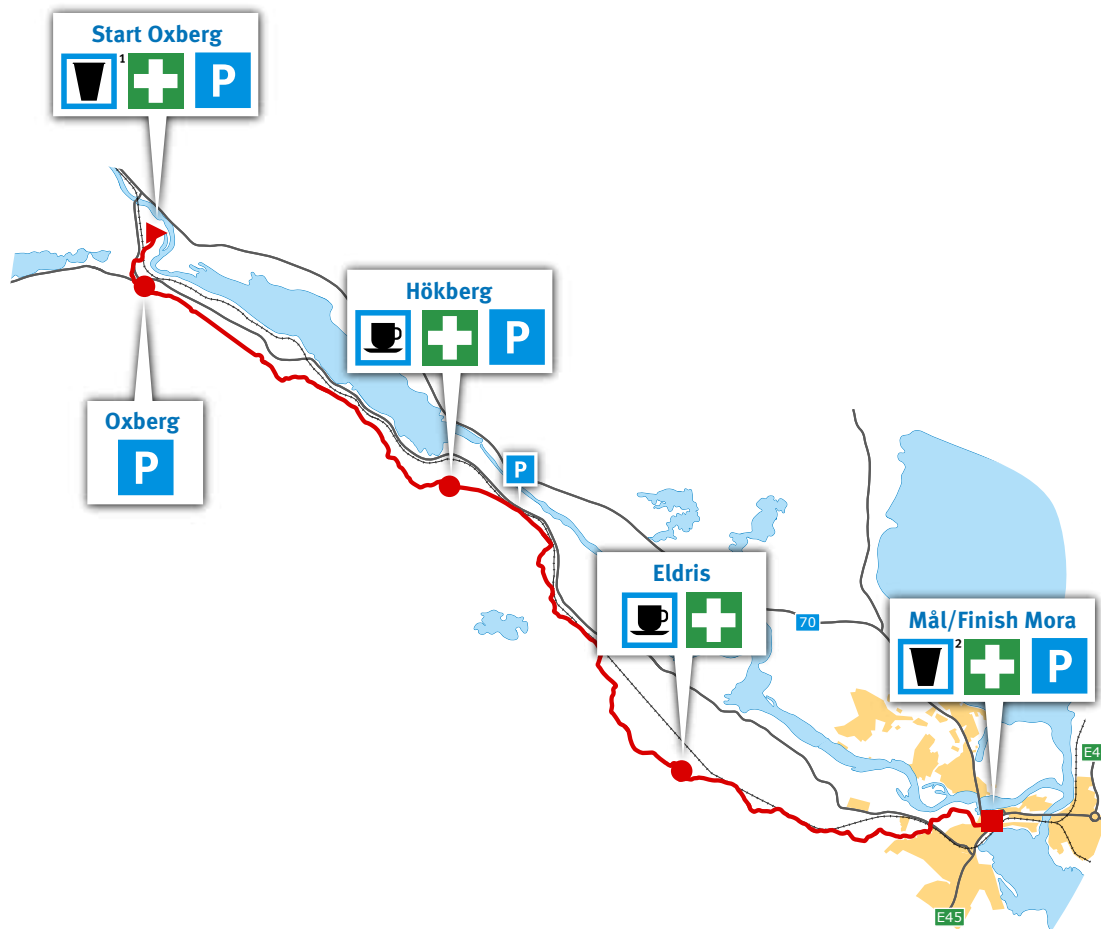 Start Oxberg
1
P
Hökberg
P
Oxberg
P
P
Eldris
70
Mål/Finish Mora
2
P
E4
E45